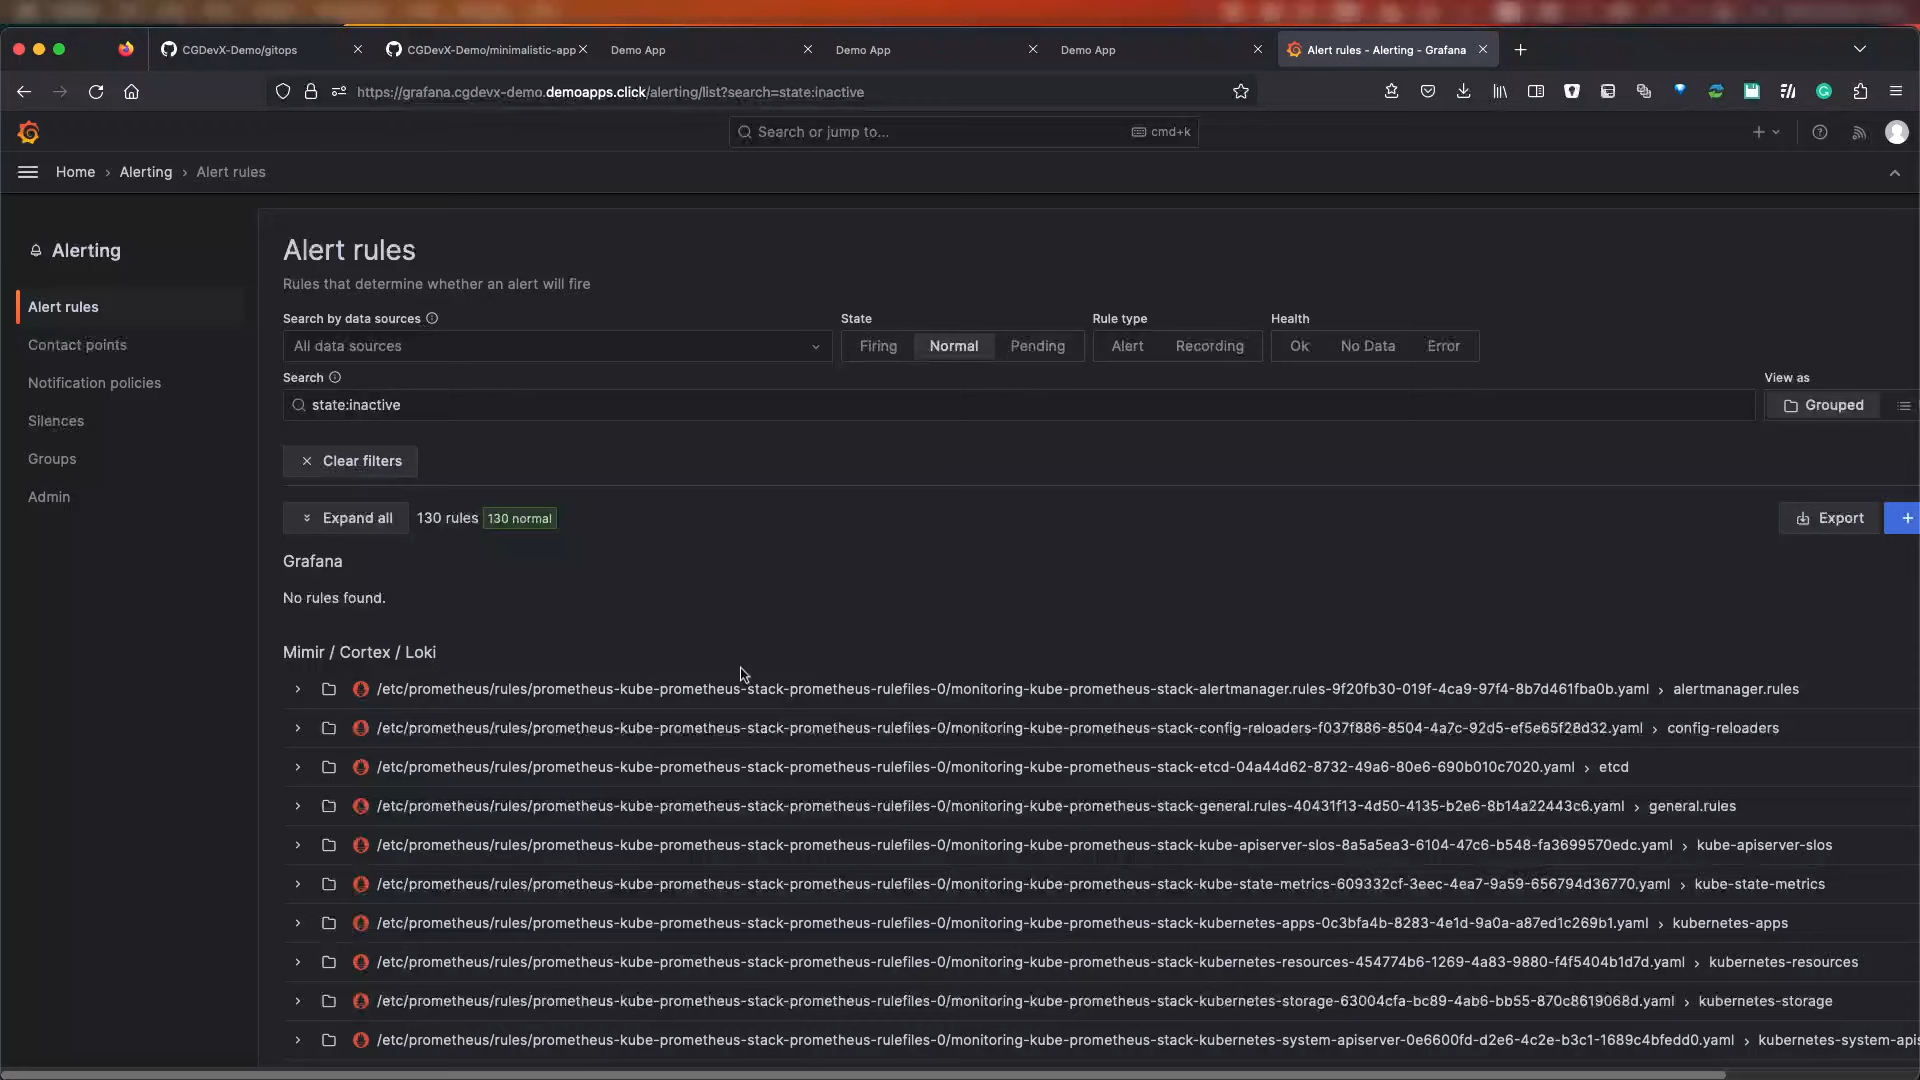 CGDevX-Demo/gitops
CGDevX-Demo/minimalistic-app
Demo App
Demo App
Demo App
Alert rules - Alerting - Grafana
https://grafana.cgdevx-demo.demoapps.click/alerting/list?search=state:inactive
Search or jump to...
cmd+k
Home › Alerting › Alert rules
Alerting
Alert rules
Contact points
Notification policies
Silences
Groups
Admin
Alert rules
Rules that determine whether an alert will fire
Search by data sources
State
Rule type
Health
All data sources
Firing
Normal
Pending
Alert
Recording
Ok
No Data
Error
Search
View as
state:inactive
Grouped
Clear filters
Expand all
130 rules
130 normal
Export
Grafana
No rules found.
Mimir / Cortex / Loki
/etc/prometheus/rules/prometheus-kube-prometheus-stack-prometheus-rulefiles-0/monitoring-kube-prometheus-stack-alertmanager.rules-9f20fb30-019f-4ca9-97f4-8b7d461fba0b.yaml › alertmanager.rules
/etc/prometheus/rules/prometheus-kube-prometheus-stack-prometheus-rulefiles-0/monitoring-kube-prometheus-stack-config-reloaders-f037f886-8504-4a7c-92d5-ef5e65f28d32.yaml › config-reloaders
/etc/prometheus/rules/prometheus-kube-prometheus-stack-prometheus-rulefiles-0/monitoring-kube-prometheus-stack-etcd-04a44d62-8732-49a6-80e6-690b010c7020.yaml › etcd
/etc/prometheus/rules/prometheus-kube-prometheus-stack-prometheus-rulefiles-0/monitoring-kube-prometheus-stack-general.rules-40431f13-4d50-4135-b2e6-8b14a22443c6.yaml › general.rules
/etc/prometheus/rules/prometheus-kube-prometheus-stack-prometheus-rulefiles-0/monitoring-kube-prometheus-stack-kube-apiserver-slos-8a5a5ea3-6104-47c6-b548-fa3699570edc.yaml › kube-apiserver-slos
/etc/prometheus/rules/prometheus-kube-prometheus-stack-prometheus-rulefiles-0/monitoring-kube-prometheus-stack-kube-state-metrics-609332cf-3eec-4ea7-9a59-656794d36770.yaml › kube-state-metrics
/etc/prometheus/rules/prometheus-kube-prometheus-stack-prometheus-rulefiles-0/monitoring-kube-prometheus-stack-kubernetes-apps-0c3bfa4b-8283-4e1d-9a0a-a87ed1c269b1.yaml › kubernetes-apps
/etc/prometheus/rules/prometheus-kube-prometheus-stack-prometheus-rulefiles-0/monitoring-kube-prometheus-stack-kubernetes-resources-454774b6-1269-4a83-9880-f4f5404b1d7d.yaml › kubernetes-resources
/etc/prometheus/rules/prometheus-kube-prometheus-stack-prometheus-rulefiles-0/monitoring-kube-prometheus-stack-kubernetes-storage-63004cfa-bc89-4ab6-bb55-870c8619068d.yaml › kubernetes-storage
/etc/prometheus/rules/prometheus-kube-prometheus-stack-prometheus-rulefiles-0/monitoring-kube-prometheus-stack-kubernetes-system-apiserver-0e6600fd-d2e6-4c2e-b3c1-1689c4bfedd0.yaml › kubernetes-system-apis